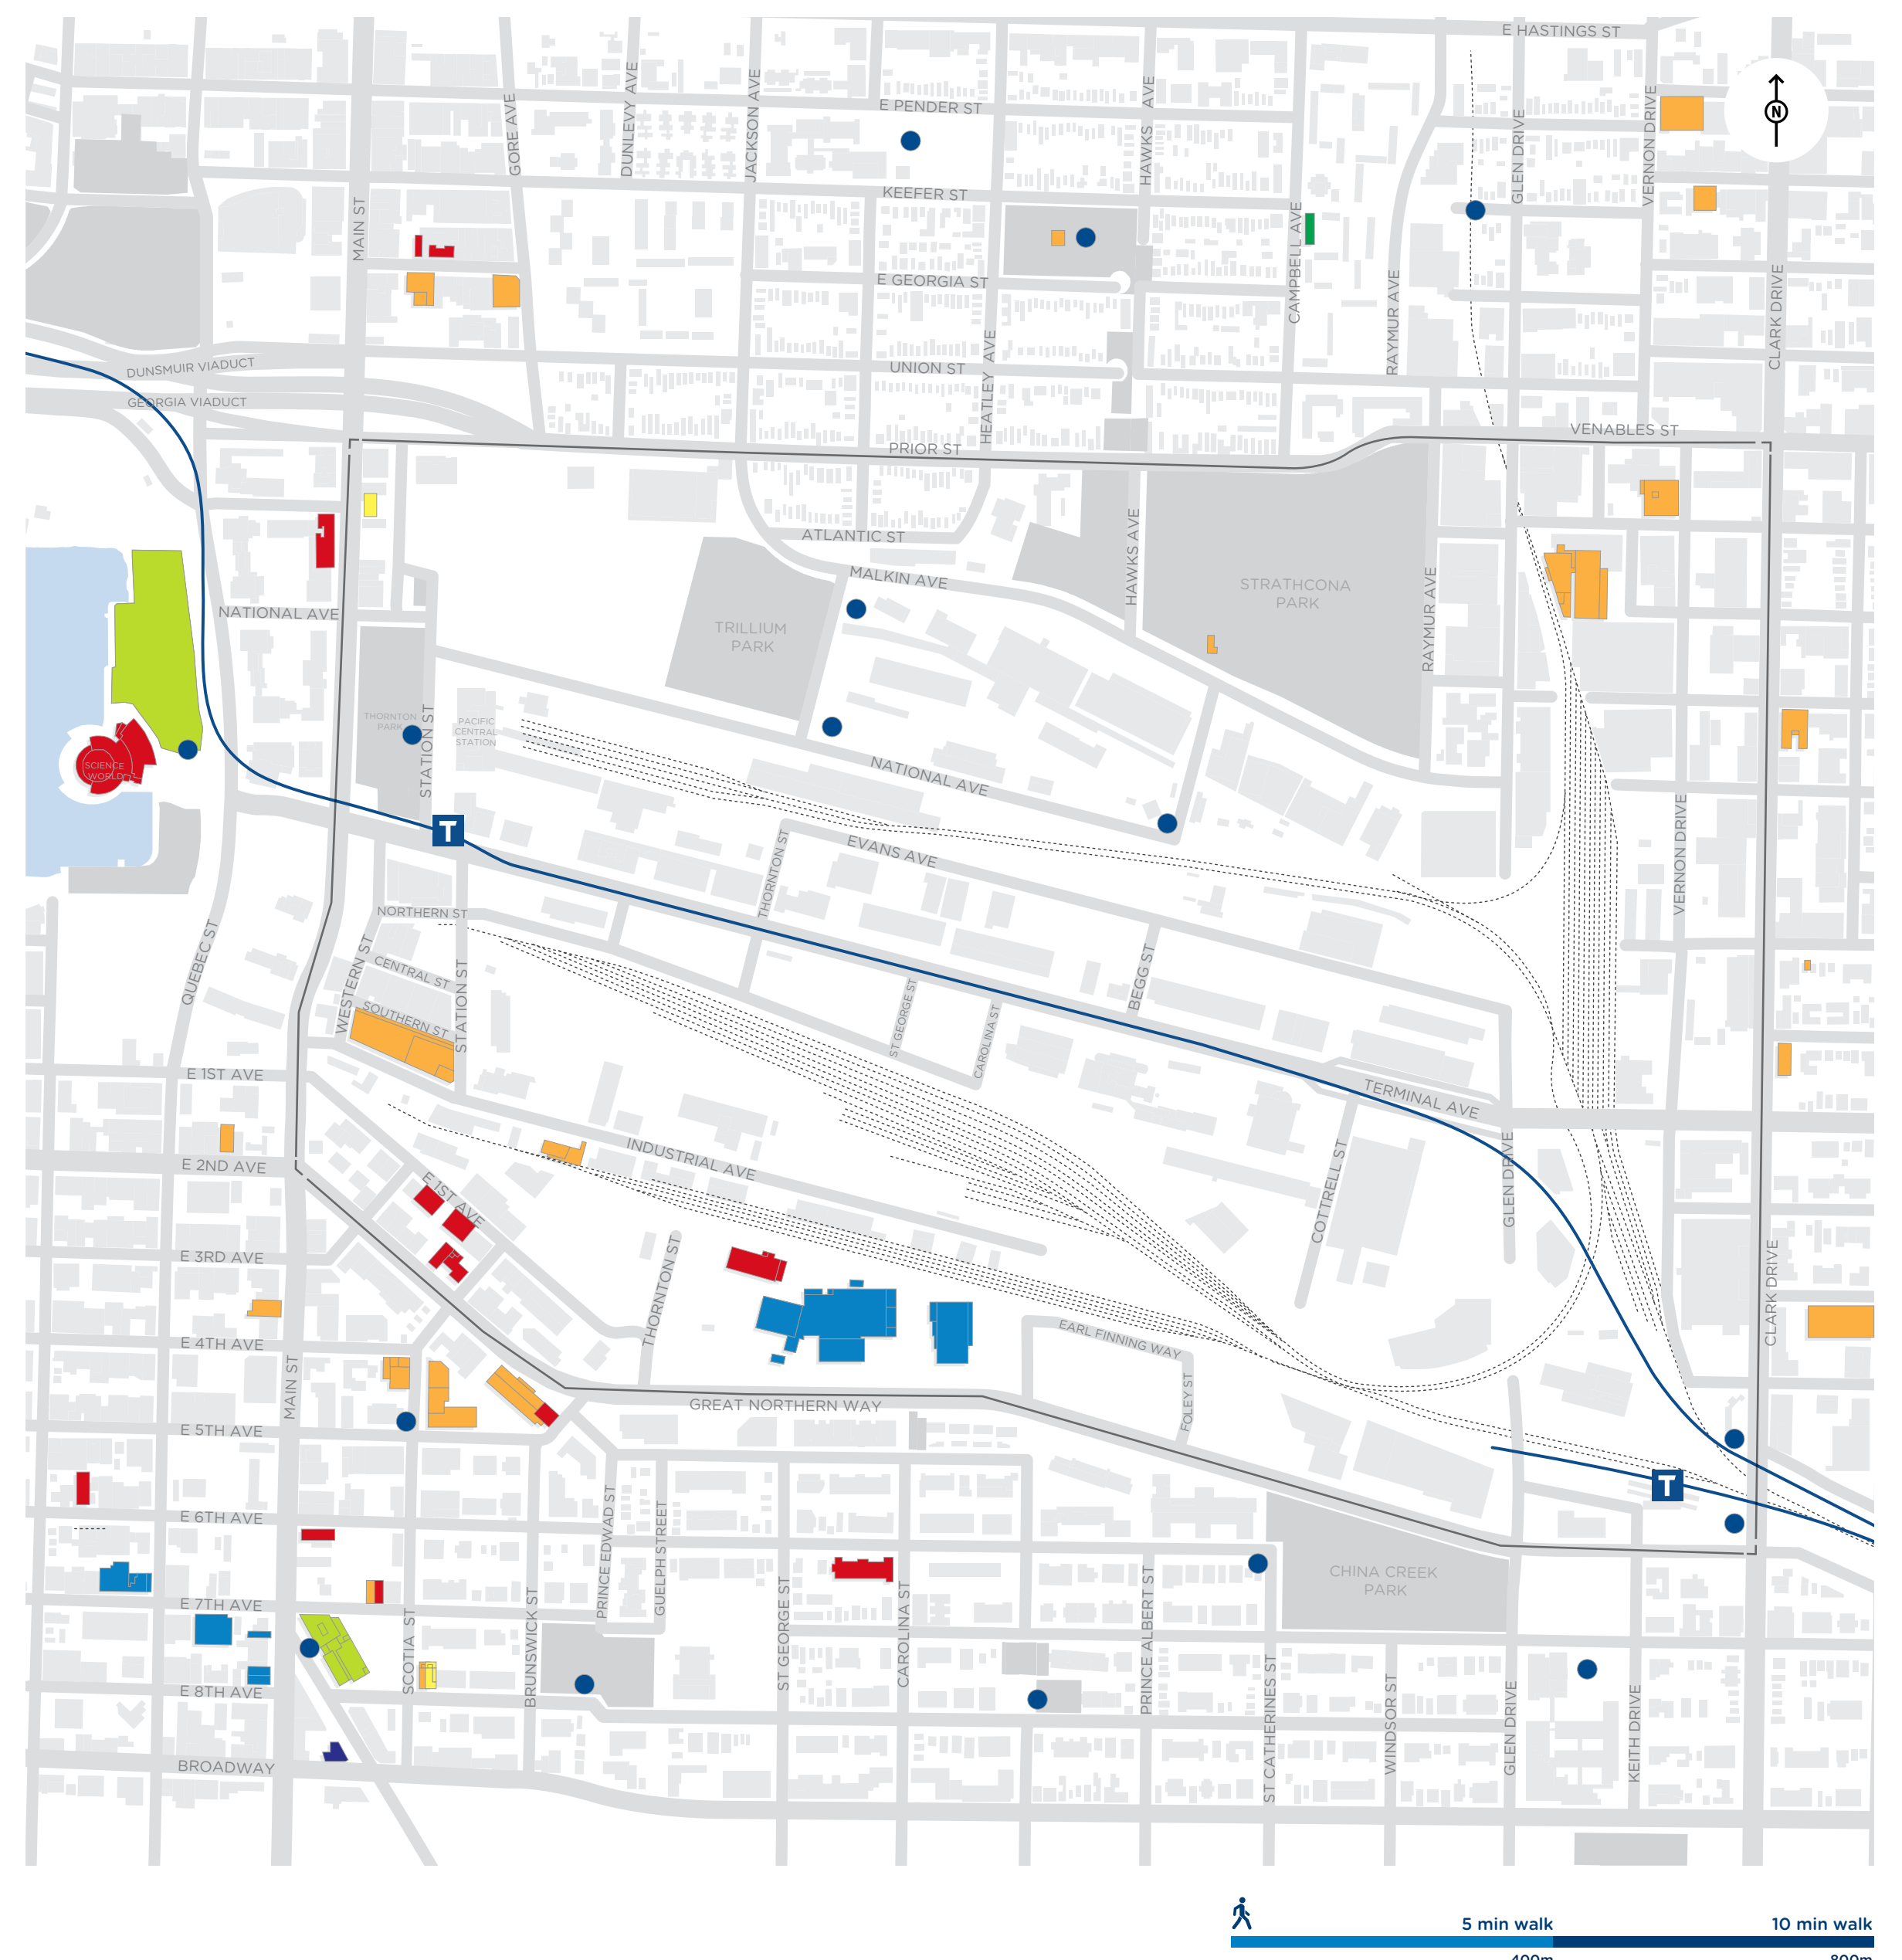 E HASTINGS ST
E PENDER ST
GORE AVE
DUNLEVY AVE
JACKSON AVE
HAWKS AVE
GLEN DRIVE
VERNON DRIVE
N
KEEFER ST
MAIN ST
CAMPBELL AVE
RAYMUR AVE
CLARK DRIVE
E GEORGIA ST
HEATLEY AVE
UNION ST
DUNSMUIR VIADUCT
GEORGIA VIADUCT
PRIOR ST
VENABLES ST
ATLANTIC ST
MALKIN AVE
HAWKS AVE
STRATHCONA
PARK
RAYMUR AVE
NATIONAL AVE
TRILLIUM
PARK
THORNTON
PARK
STATION ST
PACIFIC
CENTRAL
STATION
SCIENCE
WORLD
NATIONAL AVE
T
THORNTON ST
EVANS AVE
VERNON DRIVE
NORTHERN ST
QUEBEC ST
WESTERN ST
CENTRAL ST
STATION ST
SOUTHERN ST
BEGG ST
ST GEORGE ST
CAROLINA ST
E 1ST AVE
TERMINAL AVE
E 2ND AVE
INDUSTRIAL AVE
COTTRELL ST
GLEN DRIVE
E 1ST AVE
E 3RD AVE
THORNTON ST
CLARK DRIVE
E 4TH AVE
EARL FINNING WAY
MAIN ST
GREAT NORTHERN WAY
FOLEY ST
E 5TH AVE
T
E 6TH AVE
PRINCE EDWAD ST
GUELPH STREET
CHINA CREEK
PARK
E 7TH AVE
SCOTIA ST
BRUNSWICK ST
ST GEORGE ST
CAROLINA ST
PRINCE ALBERT ST
ST CATHERINES ST
WINDSOR ST
GLEN DRIVE
KEITH DRIVE
E 8TH AVE
BROADWAY
5 min walk
10 min walk
400m
800m